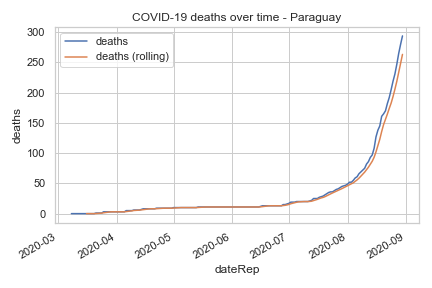 COVID-19 deaths over time - Paraguay
deaths
deaths (rolling)
300
250
200
150
100
50
0
deaths
2020-03
2020-04
2020-05
2020-06
2020-07
2020-08
2020-09
dateRep